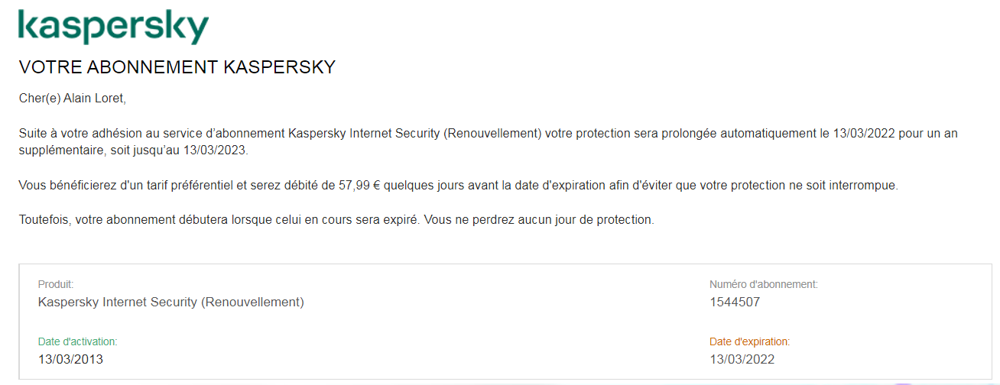 kaspersky
VOTRE ABONNEMENT KASPERSKY
Cher(e) Alain Loret,
Suite à votre adhésion au service d'abonnement Kaspersky Internet Security (Renouvellement) votre protection sera prolongée automatiquement le 13/03/2022 pour un an
supplémentaire, soit jusqu'au 13/03/2023.
Vous bénéficierez d'un tarif préférentiel et serez débité de 57,99 € quelques jours avant la date d'expiration afin d'éviter que votre protection ne soit interrompue.
Toutefois, votre abonnement débutera lorsque celui en cours sera expiré. Vous ne perdrez aucun jour de protection.
Produit:
Kaspersky Internet Security (Renouvellement)
Numéro d'abonnement:
1544507
Date d'activation:
13/03/2013
Date d'expiration:
13/03/2022